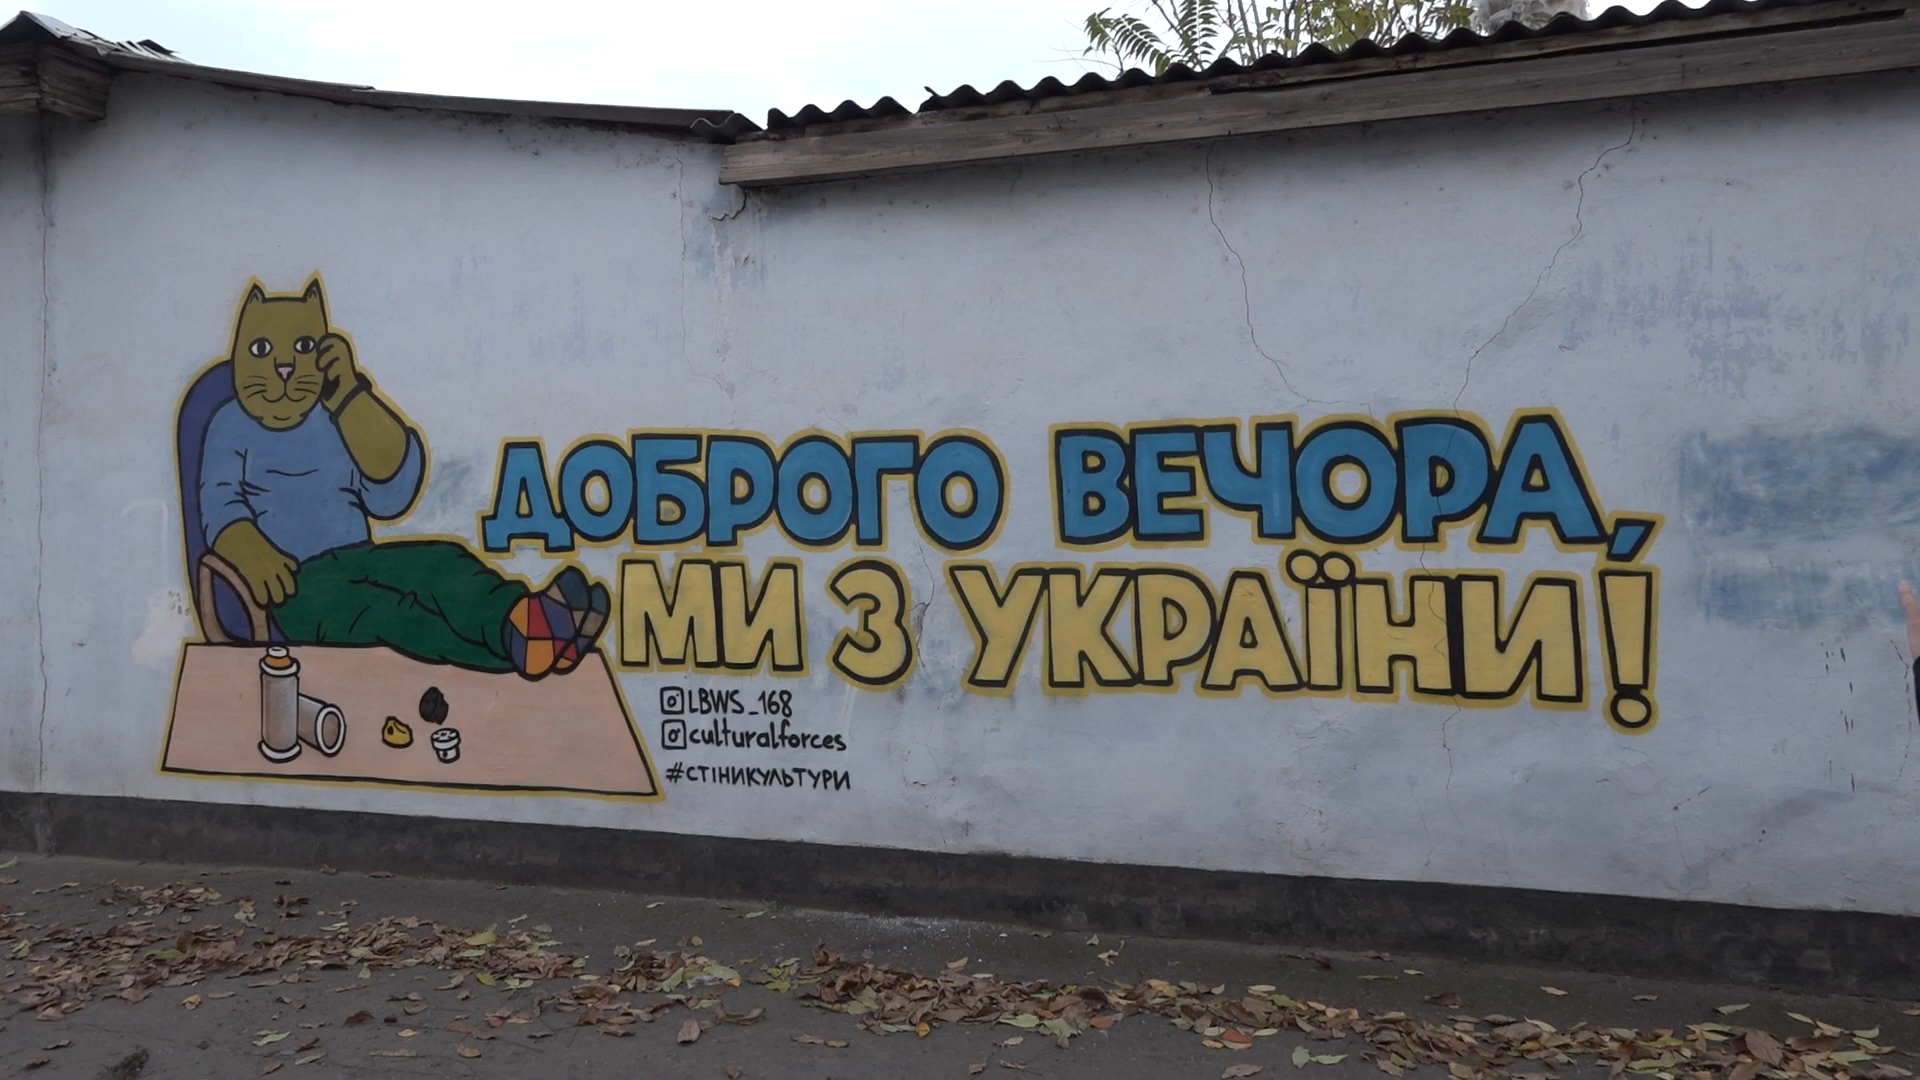 ДОБРОГО ВЕЧОРА,
МИ З УКРАЇНИ!
LBWS_168
culturalforces
#СТІНИКУЛЬТУРИ